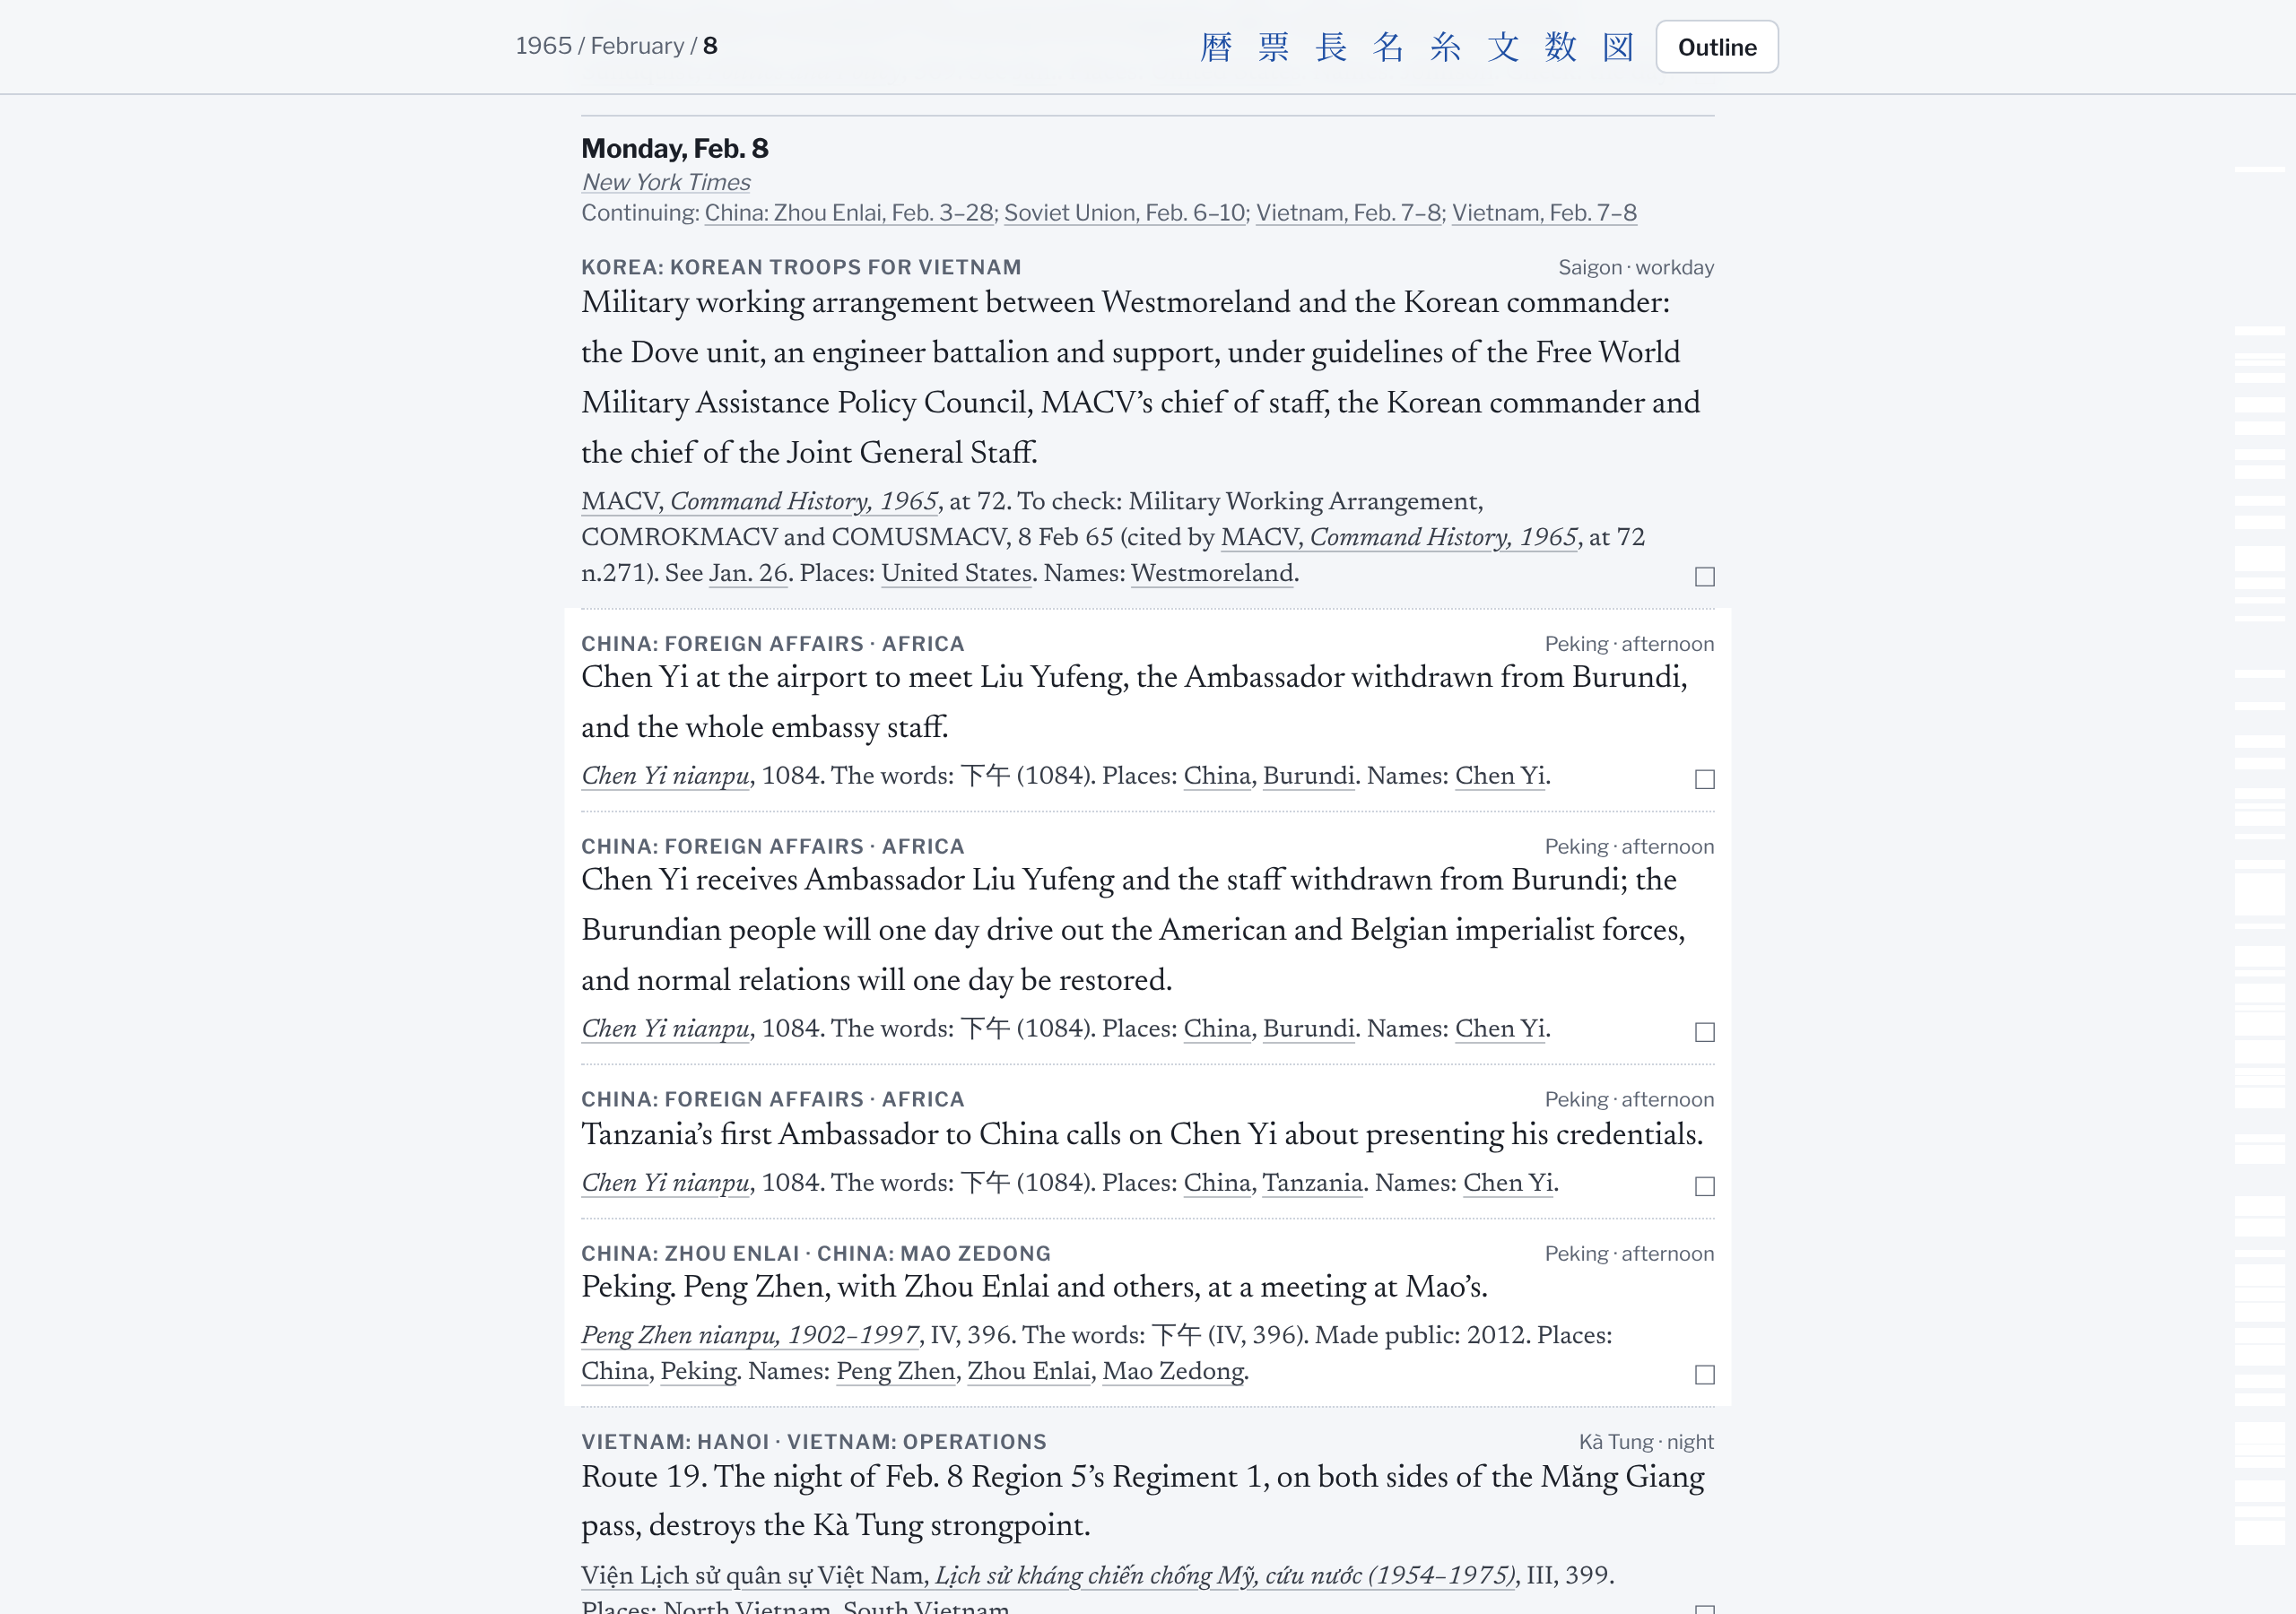 1965 / February / 8
暦 票 長 名 糸 文 数 図 Outline
Monday, Feb. 8
New York Times
Continuing: China: Zhou Enlai, Feb. 3–28; Soviet Union, Feb. 6–10; Vietnam, Feb. 7–8; Vietnam, Feb. 7–8
KOREA: KOREAN TROOPS FOR VIETNAM
Saigon · workday
Military working arrangement between Westmoreland and the Korean commander:
the Dove unit, an engineer battalion and support, under guidelines of the Free World
Military Assistance Policy Council, MACV’s chief of staff, the Korean commander and
the chief of the Joint General Staff.
MACV, Command History, 1965, at 72. To check: Military Working Arrangement,
COMROKMACV and COMUSMACV, 8 Feb 65 (cited by MACV, Command History, 1965, at 72
n.271). See Jan. 26. Places: United States. Names: Westmoreland.
CHINA: FOREIGN AFFAIRS · AFRICA
Peking · afternoon
Chen Yi at the airport to meet Liu Yufeng, the Ambassador withdrawn from Burundi,
and the whole embassy staff.
Chen Yi nianpu, 1084. The words: 下午 (1084). Places: China, Burundi. Names: Chen Yi.
CHINA: FOREIGN AFFAIRS · AFRICA
Peking · afternoon
Chen Yi receives Ambassador Liu Yufeng and the staff withdrawn from Burundi; the
Burundian people will one day drive out the American and Belgian imperialist forces,
and normal relations will one day be restored.
Chen Yi nianpu, 1084. The words: 下午 (1084). Places: China, Burundi. Names: Chen Yi.
CHINA: FOREIGN AFFAIRS · AFRICA
Peking · afternoon
Tanzania’s first Ambassador to China calls on Chen Yi about presenting his credentials.
Chen Yi nianpu, 1084. The words: 下午 (1084). Places: China, Tanzania. Names: Chen Yi.
CHINA: ZHOU ENLAI · CHINA: MAO ZEDONG
Peking · afternoon
Peking. Peng Zhen, with Zhou Enlai and others, at a meeting at Mao’s.
Peng Zhen nianpu, 1902–1997, IV, 396. The words: 下午 (IV, 396). Made public: 2012. Places:
China, Peking. Names: Peng Zhen, Zhou Enlai, Mao Zedong.
VIETNAM: HANOI · VIETNAM: OPERATIONS
Kà Tung · night
Route 19. The night of Feb. 8 Region 5’s Regiment 1, on both sides of the Măng Giang
pass, destroys the Kà Tung strongpoint.
Viện Lịch sử quân sự Việt Nam, Lịch sử kháng chiến chống Mỹ, cứu nước (1954–1975), III, 399.
Places: North Vietnam, South Vietnam.